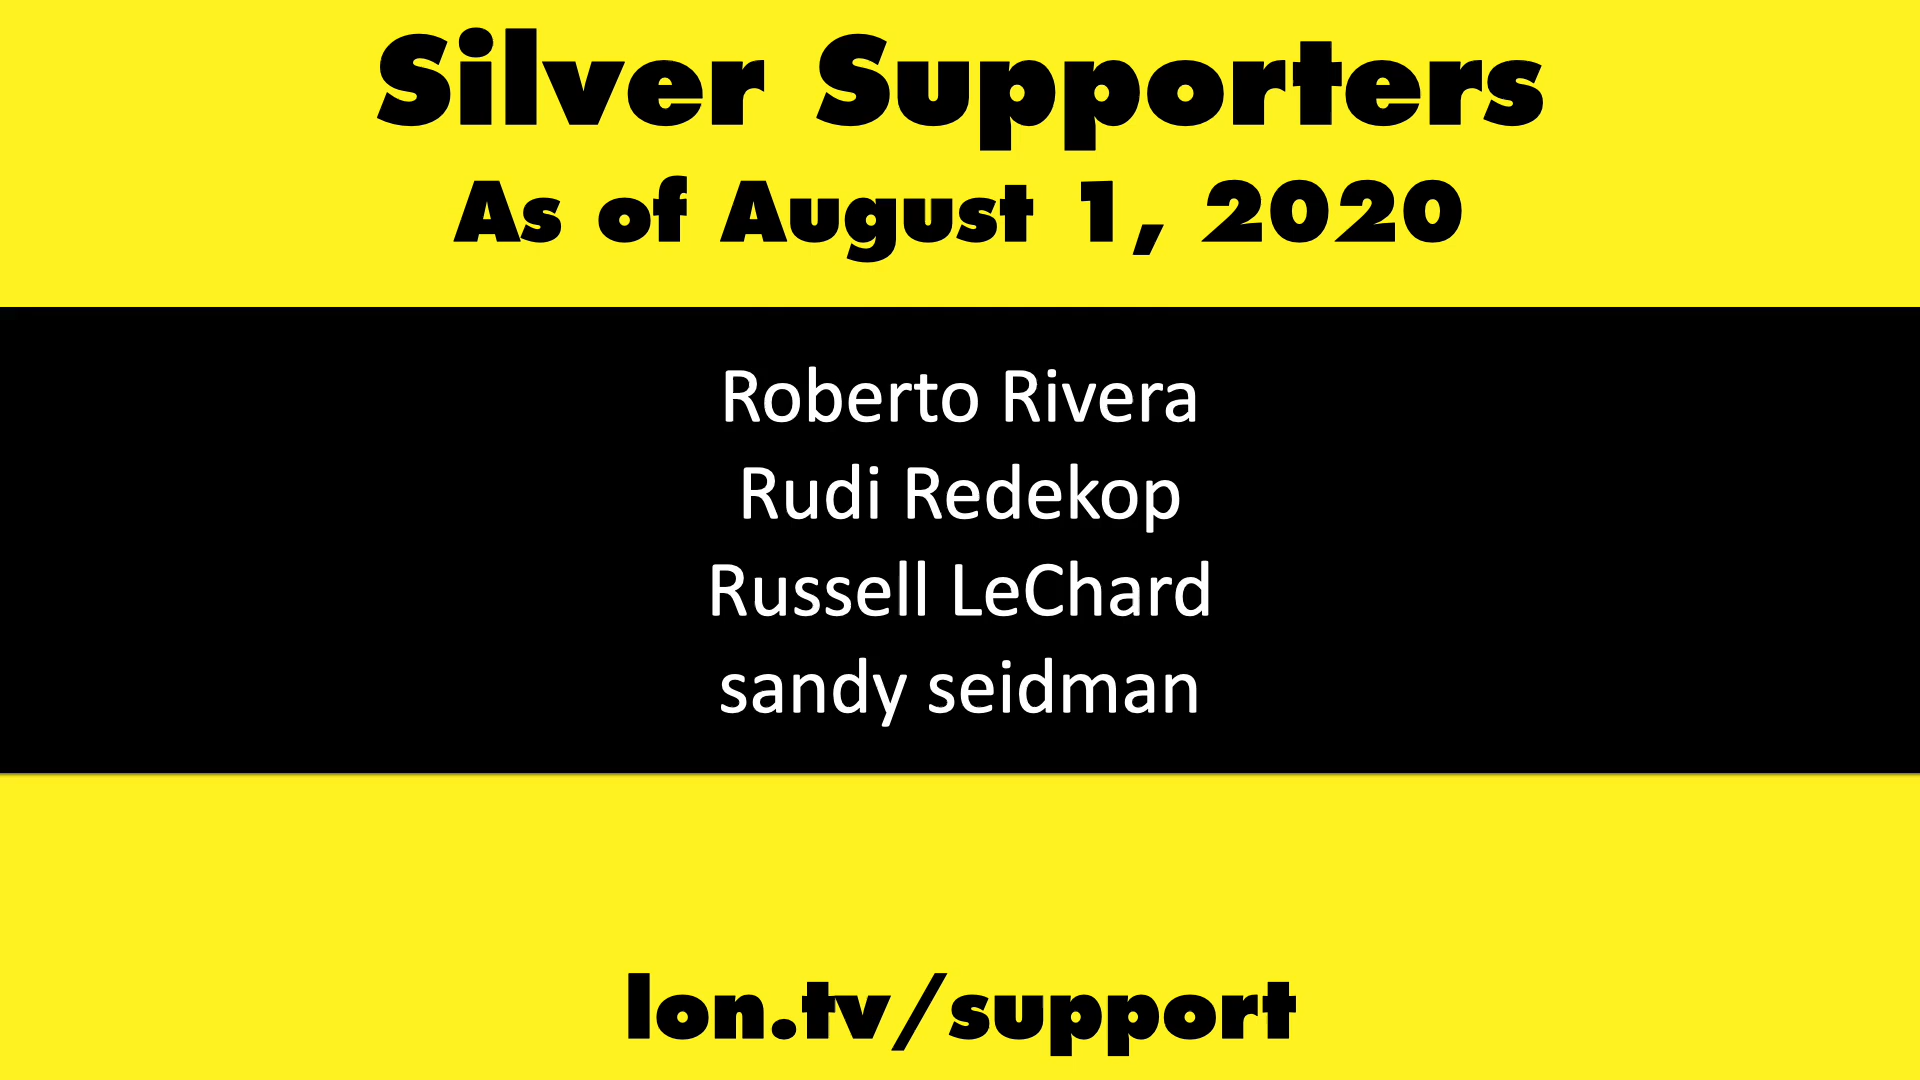 Silver Supporters
As of August 1, 2020
Roberto Rivera
Rudi Redekop
Russell LeChard
sandy seidman
lon.tv/support